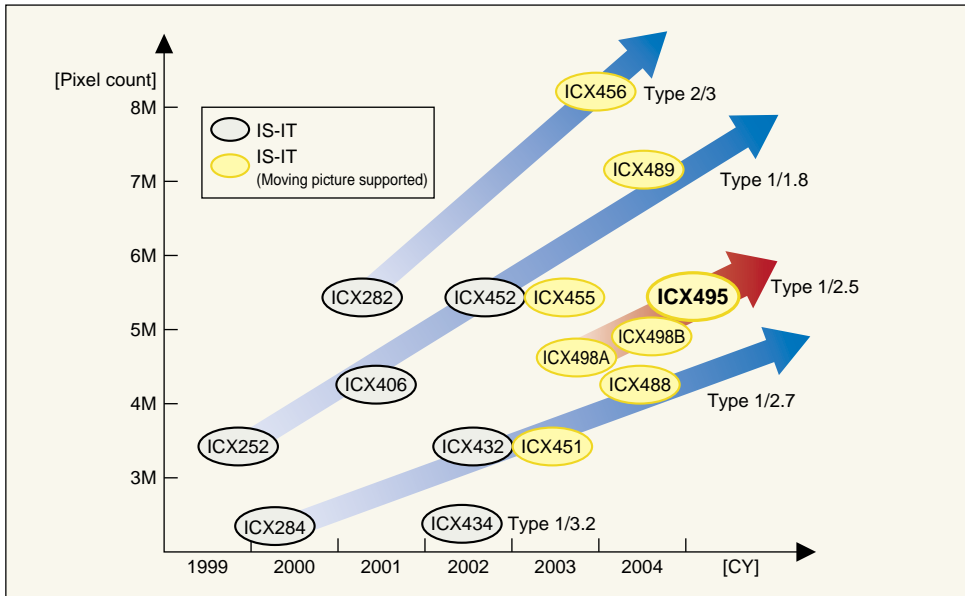 [Pixel count]
8M
7M
6M
5M
4M
3M
IS-IT
IS-IT
(Moving picture supported)
ICX456
Type 2/3
ICX489
Type 1/1.8
ICX282
ICX452
ICX455
ICX495
Type 1/2.5
ICX498A
ICX498B
ICX406
ICX488
Type 1/2.7
ICX252
ICX432
ICX451
ICX284
ICX434
Type 1/3.2
1999
2000
2001
2002
2003
2004
[CY]